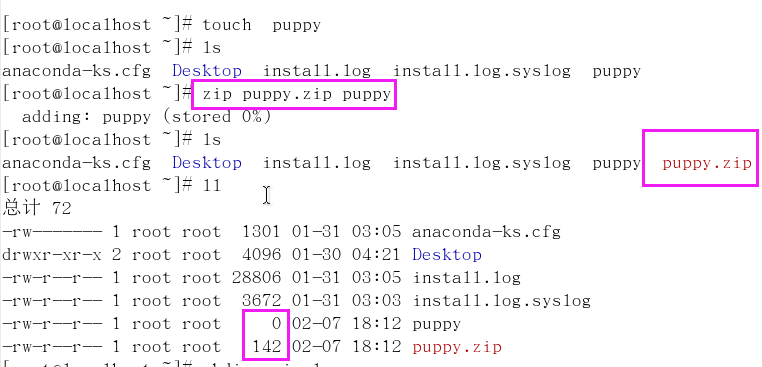 [root@localhost ~]# touch  puppy
[root@localhost ~]# ls
anaconda-ks.cfg  Desktop  install.log  install.log.syslog  puppy
[root@localhost ~]# zip puppy.zip puppy
  adding: puppy (stored 0%)
[root@localhost ~]# ls
anaconda-ks.cfg  Desktop  install.log  install.log.syslog  puppy  puppy.zip
[root@localhost ~]# ll
总计 72
-rw------- 1 root root  1301 01-31 03:05 anaconda-ks.cfg
drwxr-xr-x 2 root root  4096 01-30 04:21 Desktop
-rw-r--r-- 1 root root 28806 01-31 03:05 install.log
-rw-r--r-- 1 root root  3672 01-31 03:03 install.log.syslog
-rw-r--r-- 1 root root     0 02-07 18:12 puppy
-rw-r--r-- 1 root root   142 02-07 18:12 puppy.zip